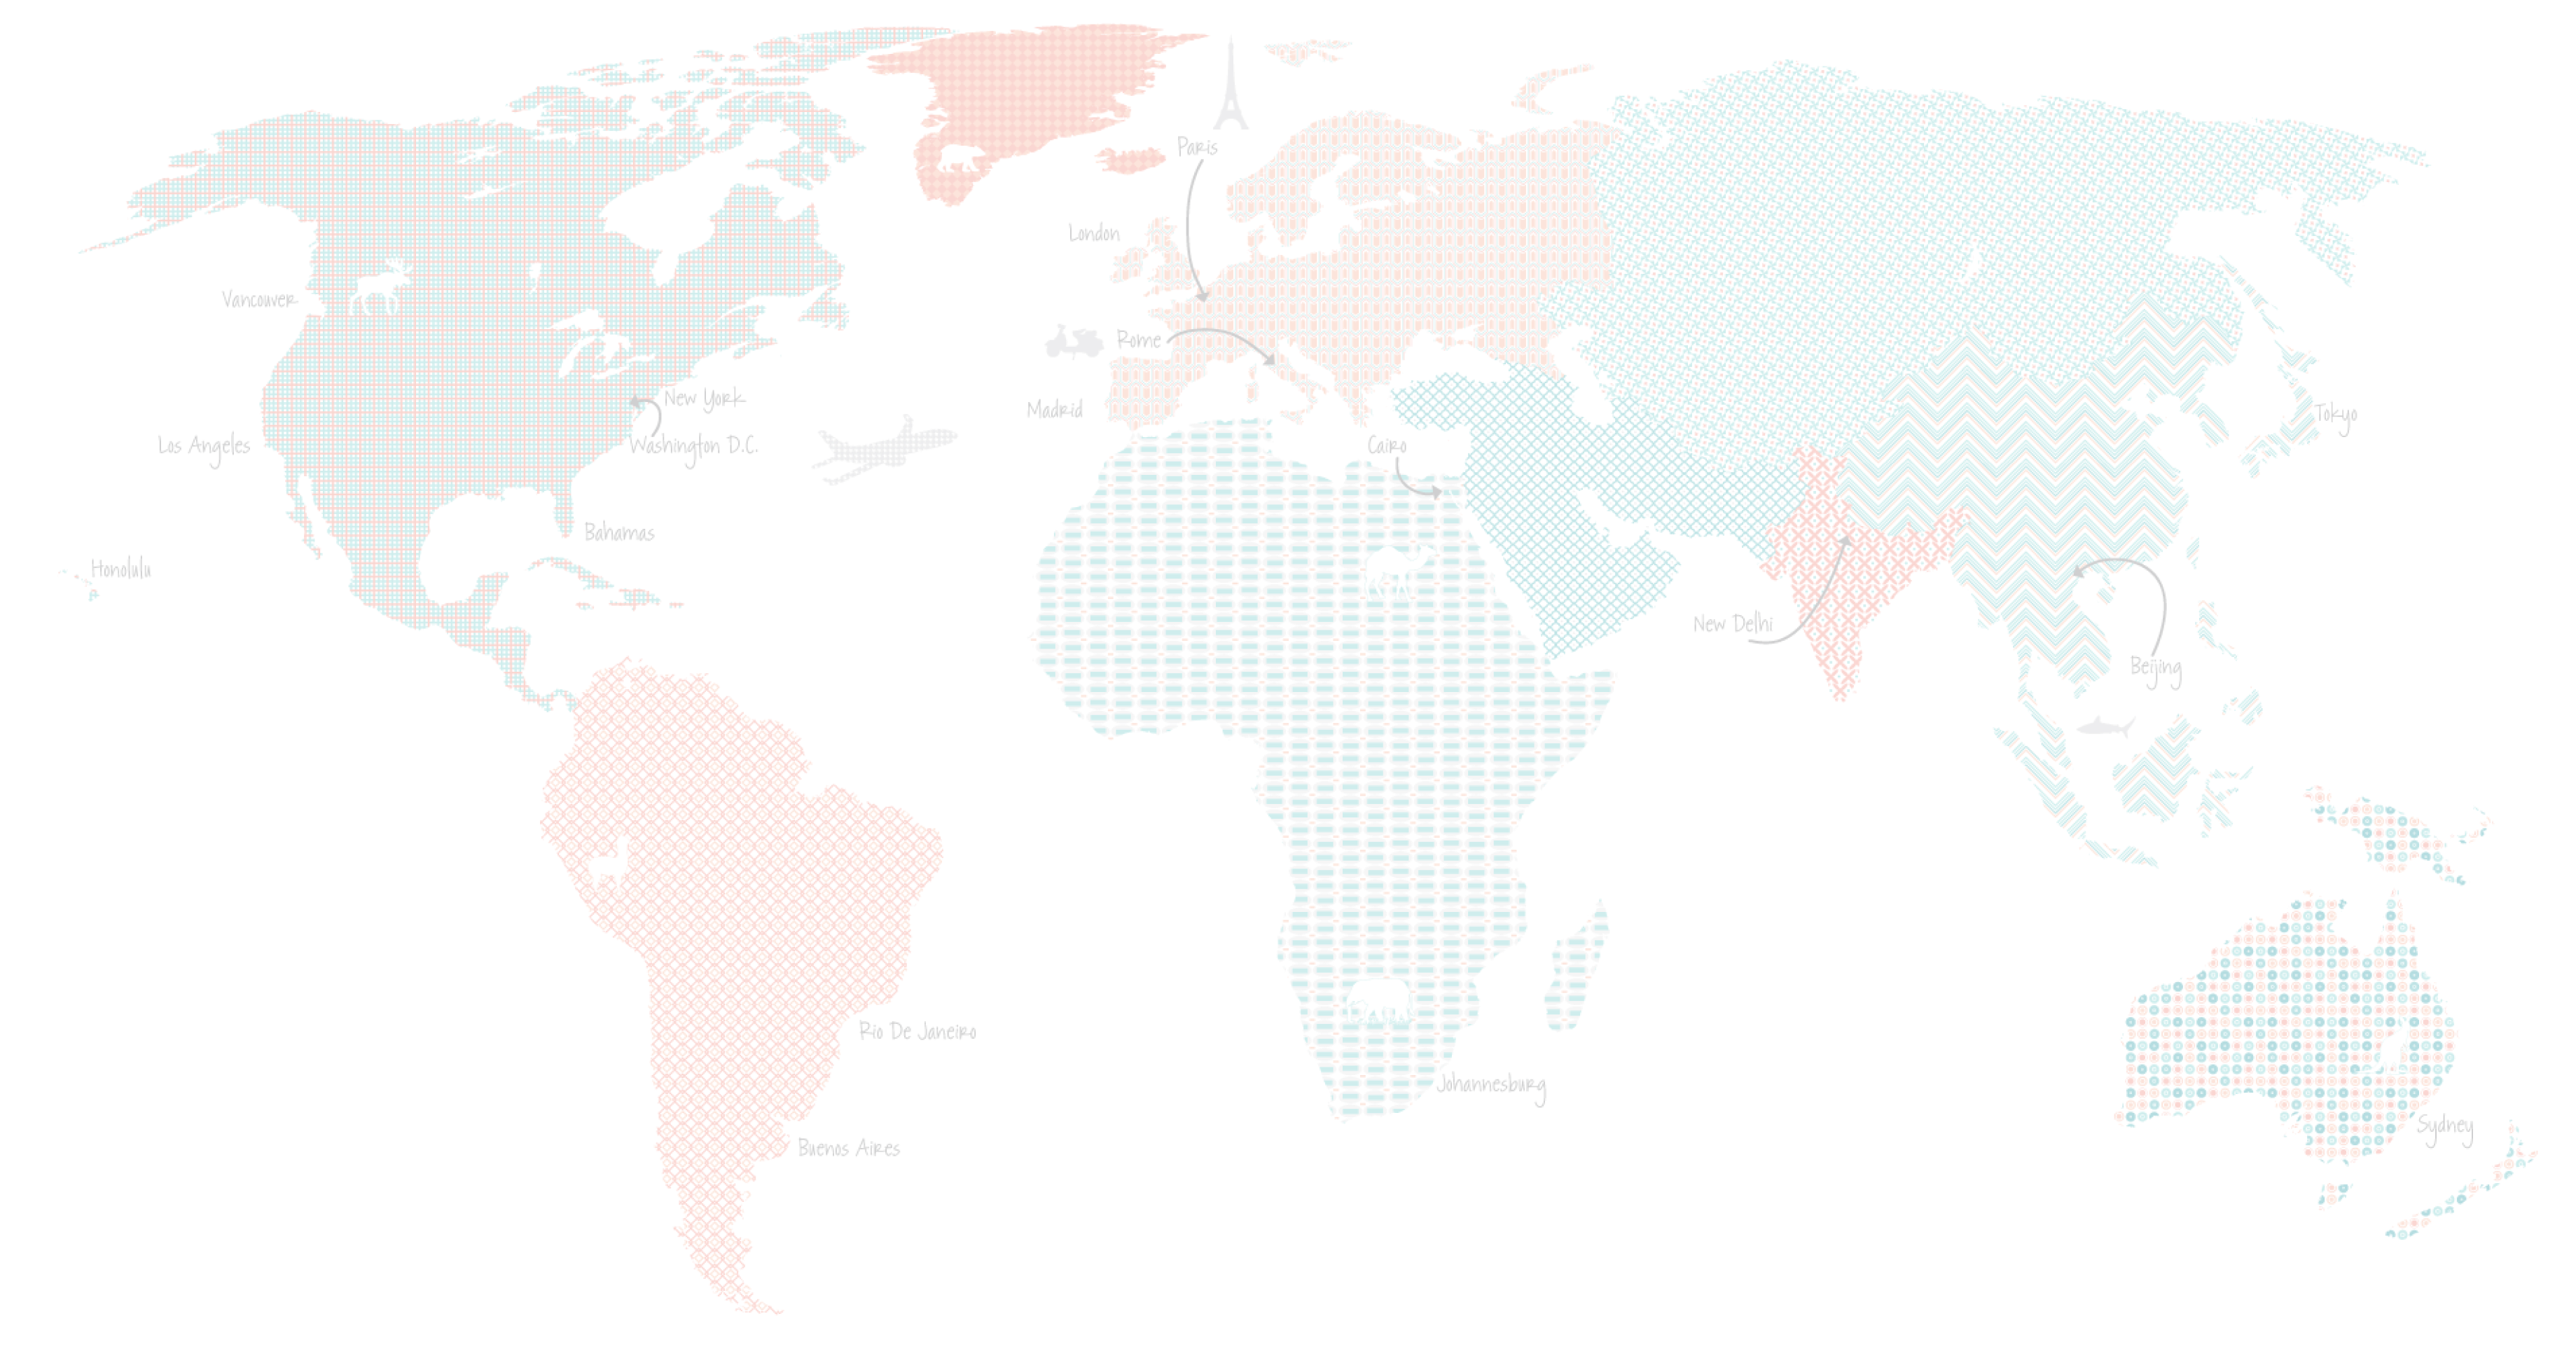 Paris
London
Vancouver
Rome
New York
Madrid
Tokyo
Los Angeles
Washington D.C.
Cairo
Bahamas
Honolulu
New Delhi
Beijing
Rio De Janeiro
Johannesburg
Sydney
Buenos Aires